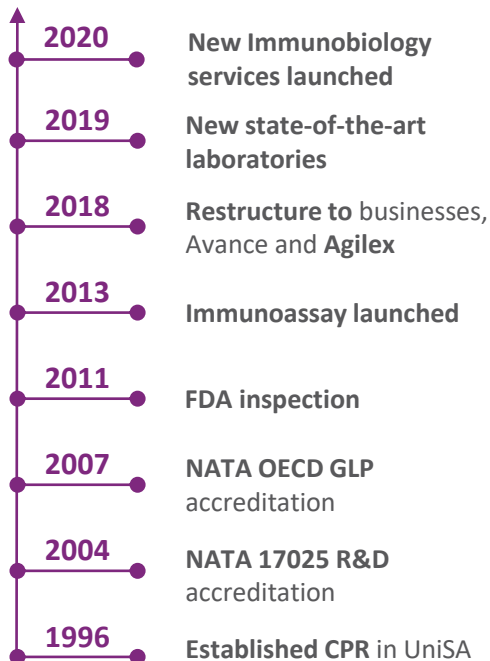 2020
New Immunobiology
services launched
2019
New state-of-the-art
laboratories
2018
Restructure to businesses,
Avance and Agilex
2013
Immunoassay launched
2011
FDA inspection
2007
NATA OECD GLP
accreditation
2004
NATA 17025 R&D
accreditation
1996
Established CPR in UniSA